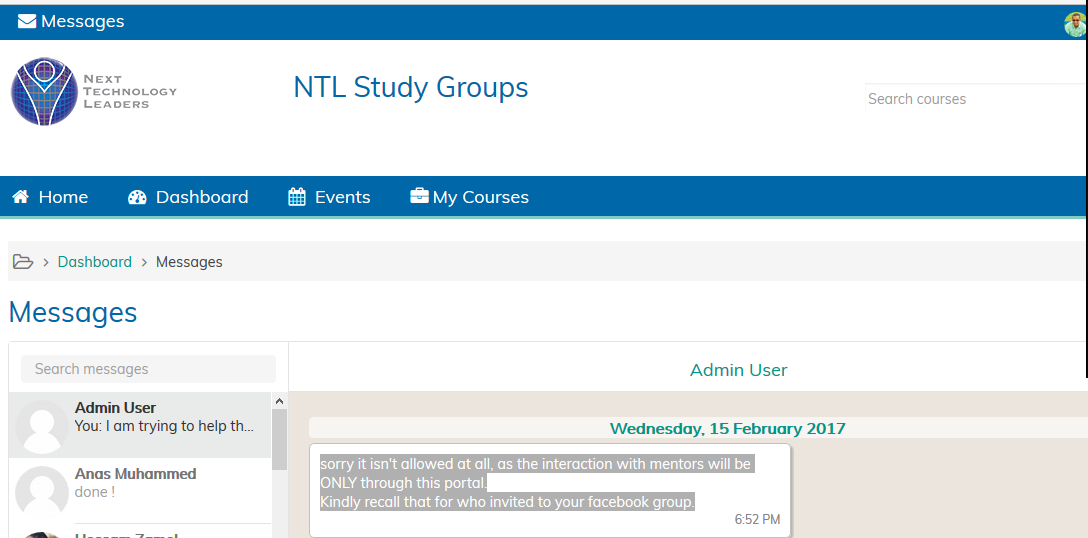 Messages
NEXT
TECHNOLOGY
LEADERS
NTL Study Groups
Search courses
Home
Dashboard
Events
My Courses
Dashboard
Messages
Messages
Search messages
Admin User
You: I am trying to help th...
Anas Muhammed
done !
Admin User
Wednesday, 15 February 2017
sorry it isn't allowed at all, as the interaction with mentors will be
ONLY through this portal.
Kindly recall that for who invited to your facebook group.
6:52 PM